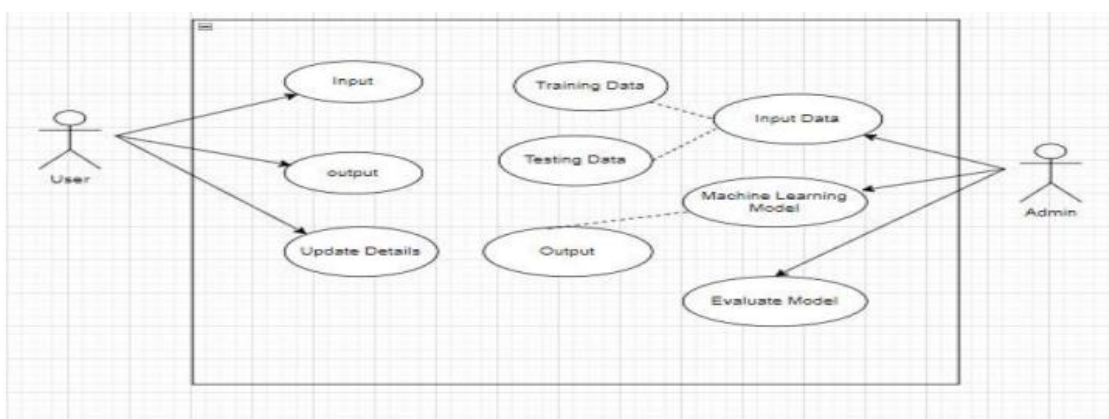 Input
Training Data
Input Data
User
output
Testing Data
Machine Learning
Model
Admin
Update Details
Output
Evaluate Model